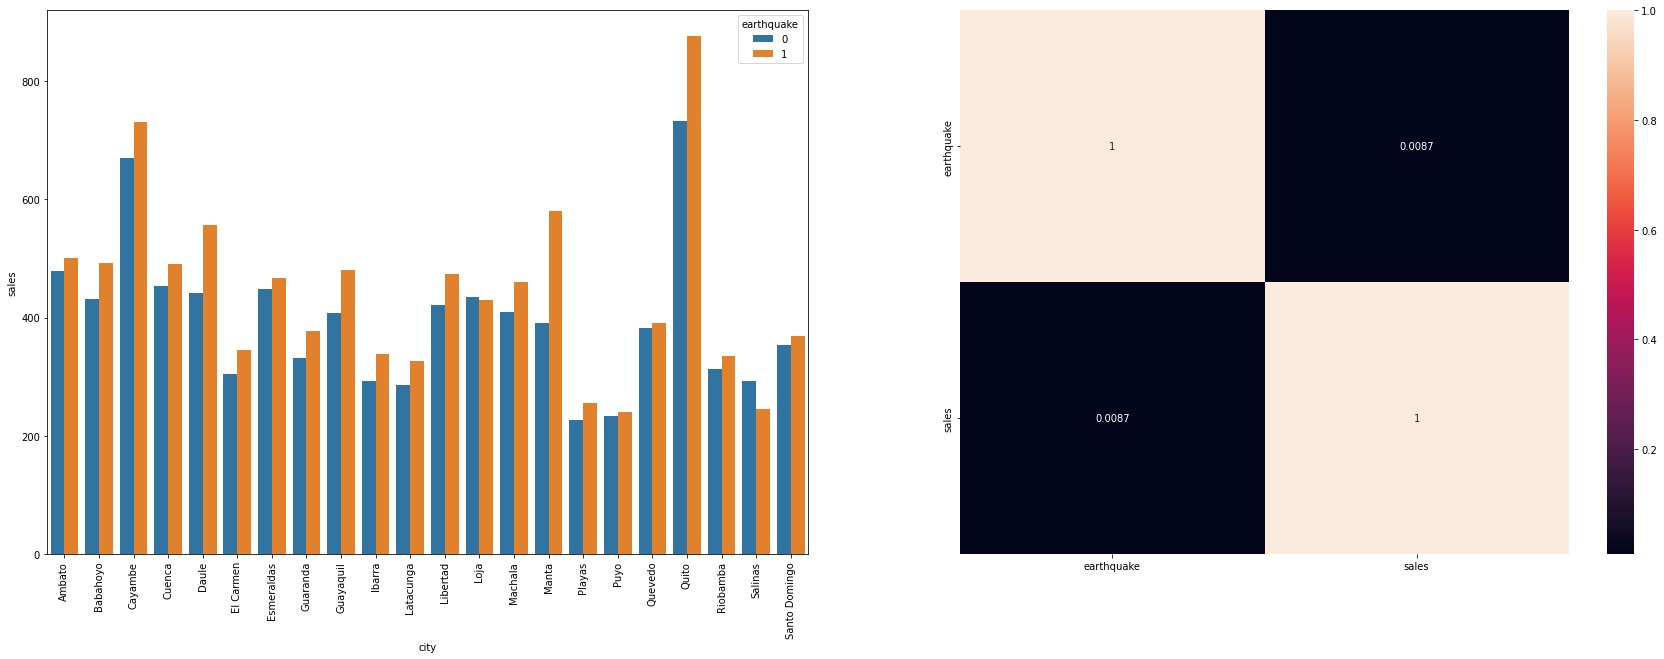 earthquake
0
1
800
600
400
200
0
sales
Ambato
Babahoyo
Cayambe
Cuenca
Daule
El Carmen
Esmeraldas
Guaranda
Guayaquil
Ibarra
Latacunga
Libertad
Loja
Machala
Manta
Playas
Puyo
Quevedo
Quito
Riobamba
Salinas
Santo Domingo
city
earthquake
sales
1
0.0087
0.0087
1
earthquake
sales
1.0
0.8
0.6
0.4
0.2